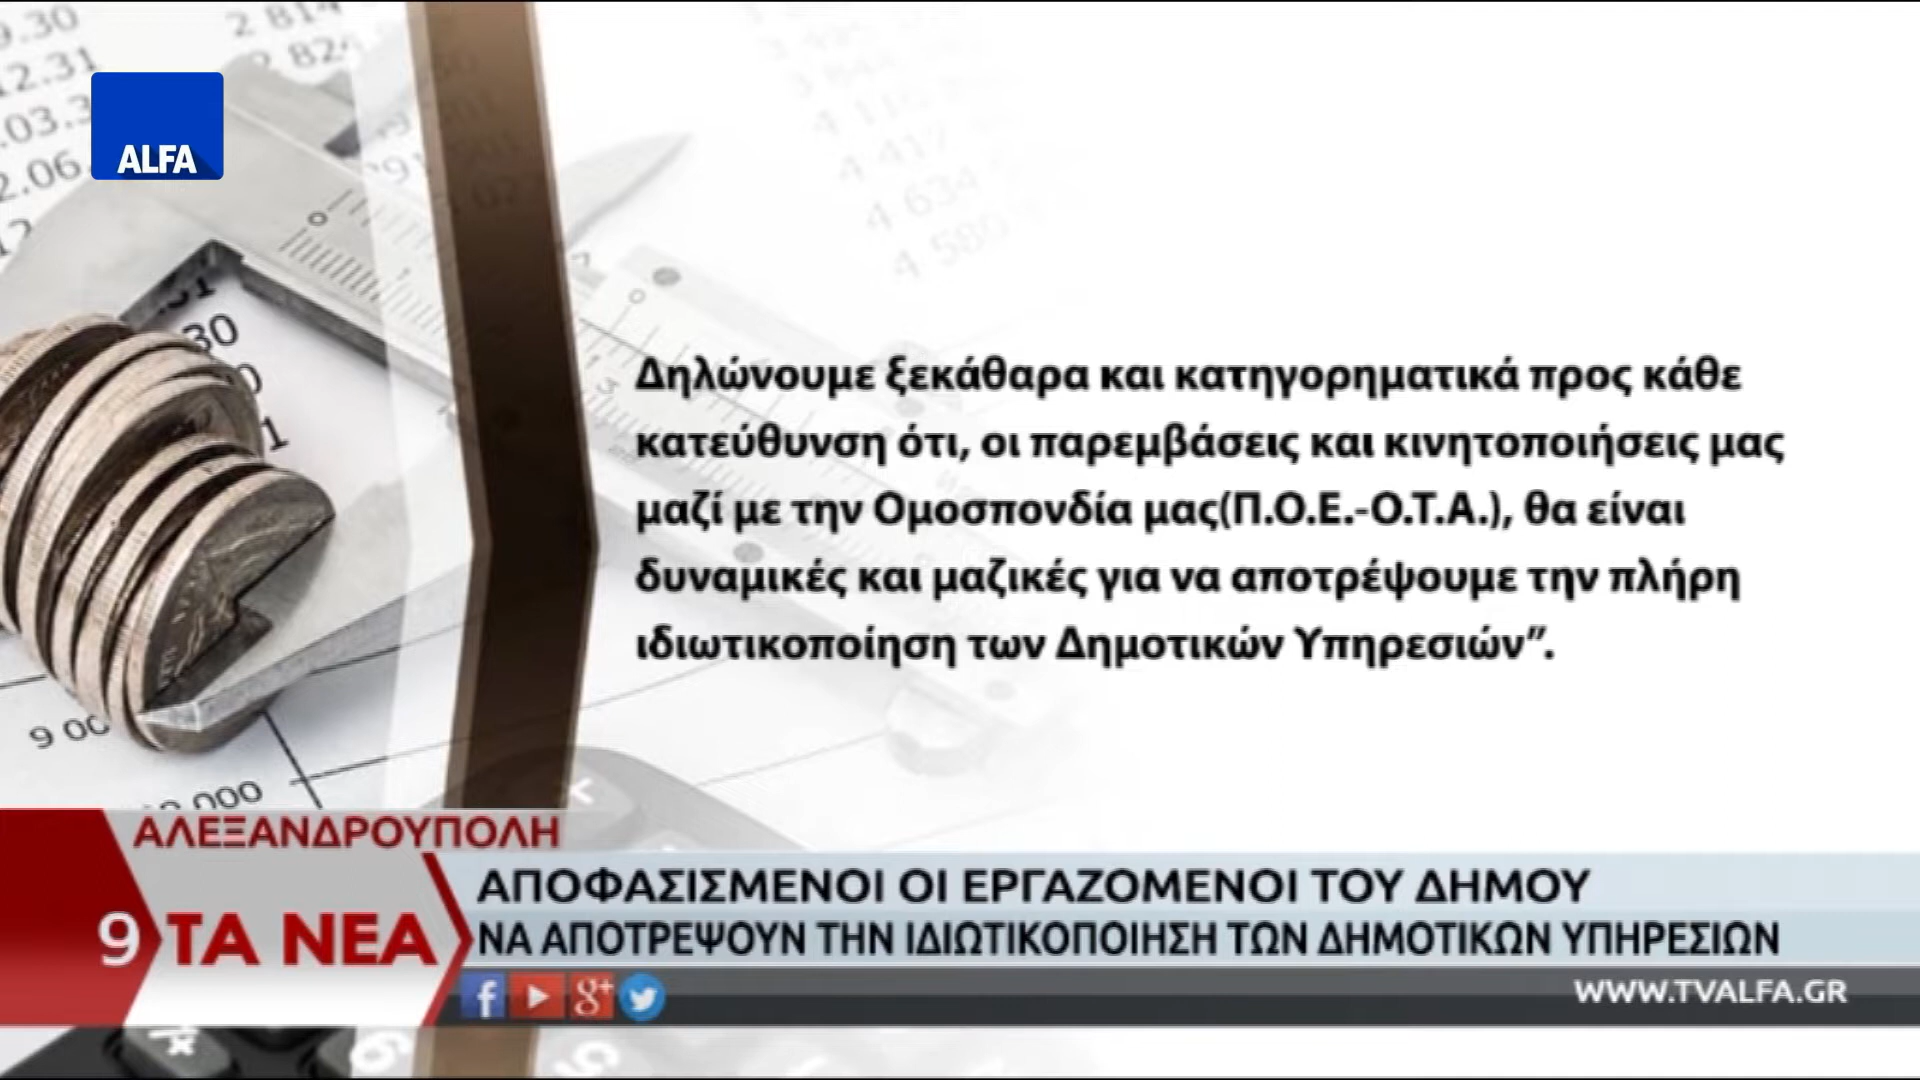 ALFA
Δηλώνουμε ξεκάθαρα και κατηγορηματικά προς κάθε
κατεύθυνση ότι, οι παρεμβάσεις και κινητοποιήσεις μας
μαζί με την Ομοσπονδία μας(Π.Ο.Ε.-Ο.Τ.Α.), θα είναι
δυναμικές και μαζικές για να αποτρέψουμε την πλήρη
ιδιωτικοποίηση των Δημοτικών Υπηρεσιών”.
ΑΛΕΞΑΝΔΡΟΥΠΟΛΗ
ΑΠΟΦΑΣΙΣΜΕΝΟΙ ΟΙ ΕΡΓΑΖΟΜΕΝΟΙ ΤΟΥ ΔΗΜΟΥ
9 ΤΑ ΝΕΑ
ΝΑ ΑΠΟΤΡΕΨΟΥΝ ΤΗΝ ΙΔΙΩΤΙΚΟΠΟΙΗΣΗ ΤΩΝ ΔΗΜΟΤΙΚΩΝ ΥΠΗΡΕΣΙΩΝ
WWW.TVALFA.GR